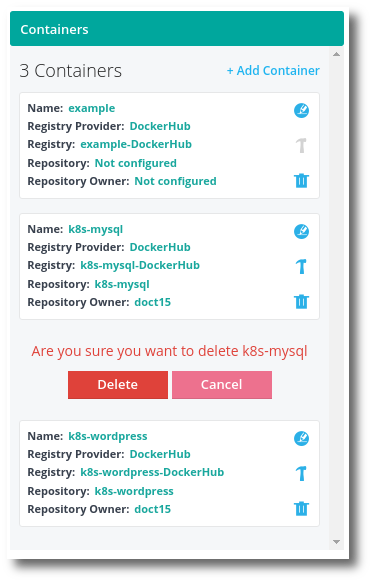 Containers
3 Containers
+ Add Container
Name: example
Registry Provider: DockerHub
Registry: example-DockerHub
Repository: Not configured
Repository Owner: Not configured
Name: k8s-mysql
Registry Provider: DockerHub
Registry: k8s-mysql-DockerHub
Repository: k8s-mysql
Repository Owner: doct15
Are you sure you want to delete k8s-mysql
Delete
Cancel
Name: k8s-wordpress
Registry Provider: DockerHub
Registry: k8s-wordpress-DockerHub
Repository: k8s-wordpress
Repository Owner: doct15